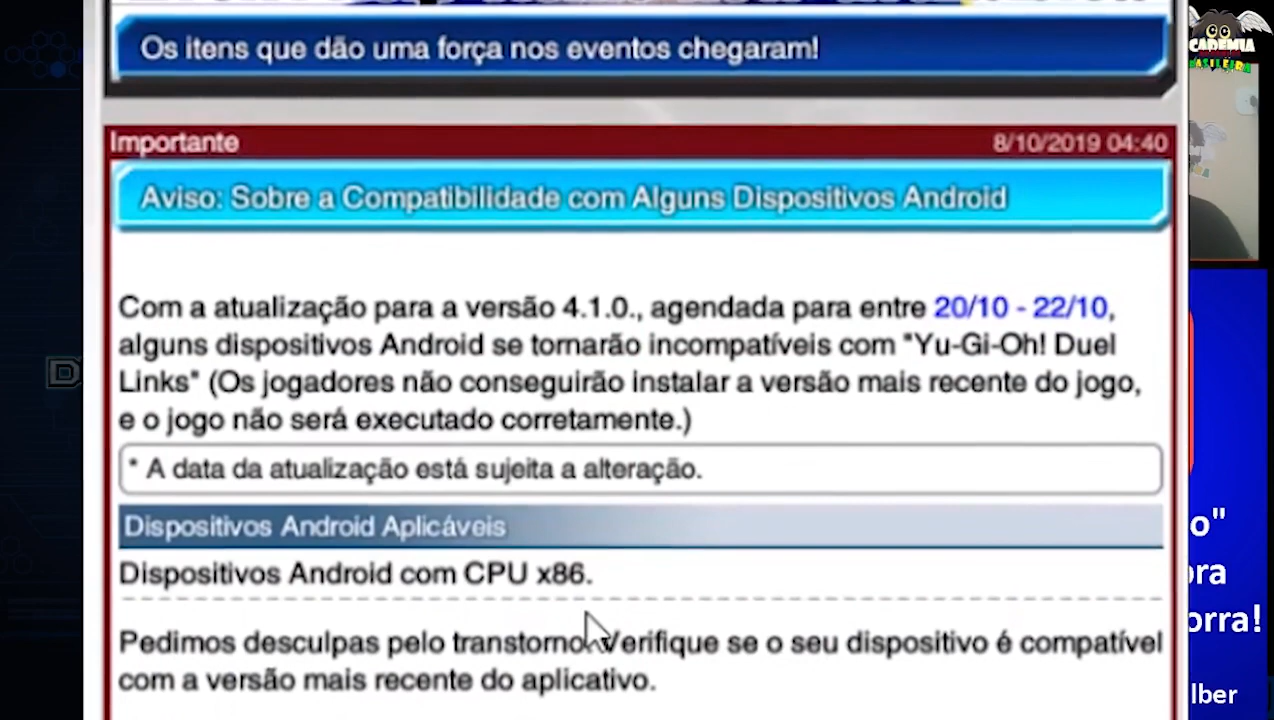 Os itens que dão uma força nos eventos chegaram!
Importante
8/10/2019 04:40
Aviso: Sobre a Compatibilidade com Alguns Dispositivos Android
Com a atualização para a versão 4.1.0., agendada para entre 20/10 - 22/10,
alguns dispositivos Android se tornarão incompatíveis com "Yu-Gi-Oh! Duel
Links" (Os jogadores não conseguirão instalar a versão mais recente do jogo,
e o jogo não será executado corretamente.)
* A data da atualização está sujeita a alteração.
Dispositivos Android Aplicáveis
Dispositivos Android com CPU x86.
Pedimos desculpas pelo transtorno. Verifique se o seu dispositivo é compatível
com a versão mais recente do aplicativo.
CADEMIA
D
o"
ora
orra!
lber